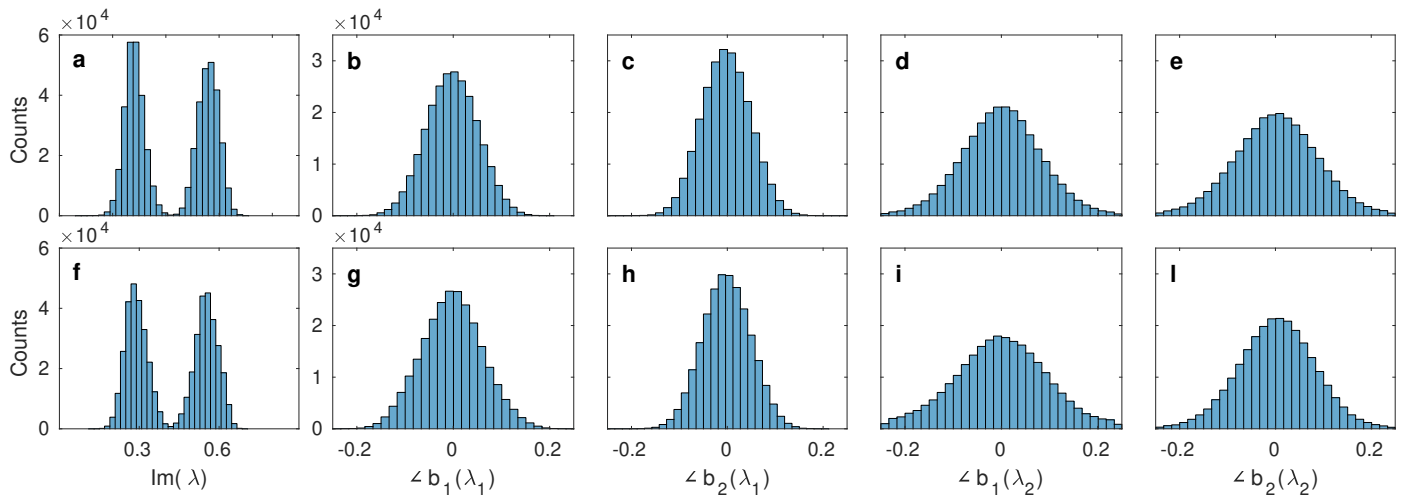 ×10⁴ ×10⁴
6 a 3 b c d e
4 2
2 1
0 0
Counts
×10⁴ ×10⁴
6 f 3 g h i l
4 2
2 1
0 0
Counts
0.3 0.6 -0.2 0 0.2 -0.2 0 0.2 -0.2 0 0.2 -0.2 0 0.2
Im( λ) ∠ b₁(λ₁) ∠ b₂(λ₁) ∠ b₁(λ₂) ∠ b₂(λ₂)